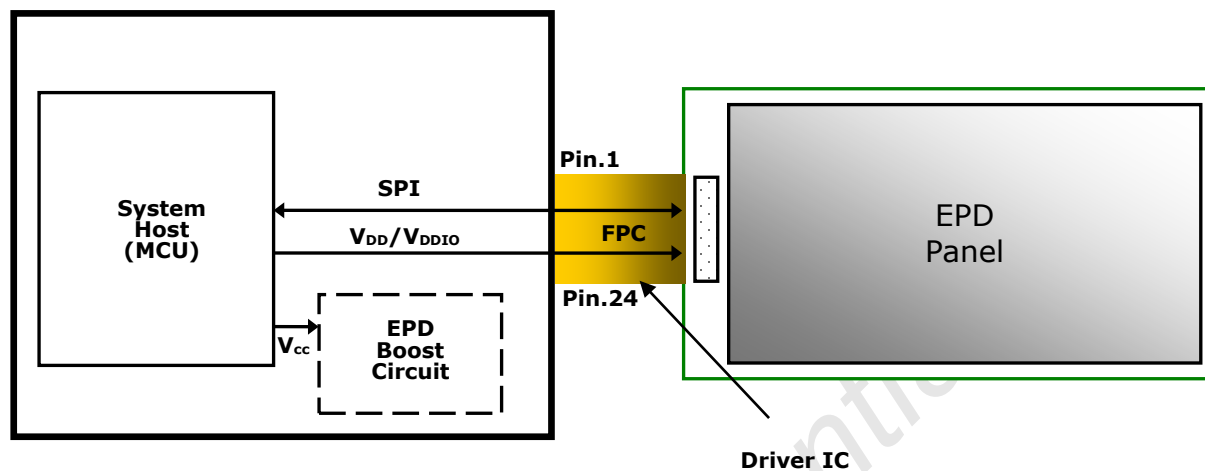 Pin.1
SPI
System
Host
(MCU)
VDD/VDDIO
FPC
EPD
Panel
Pin.24
Vcc
EPD
Boost
Circuit
Driver IC